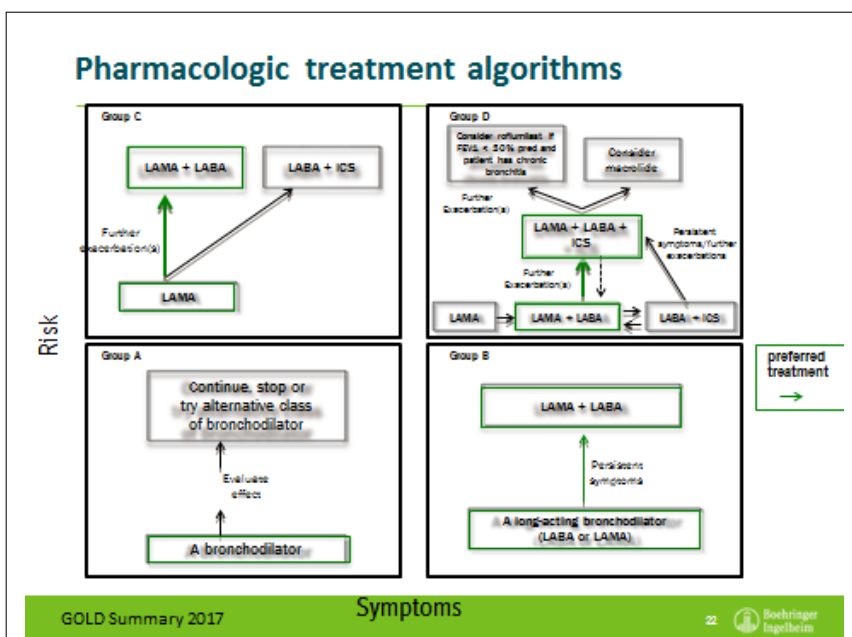 Pharmacologic treatment algorithms
Group C
LAMA + LABA
LABA + ICS
Further
exacerbation(s)
LAMA
Group D
Consider roflumilast if
FEV1 < 50% pred and
patient has chronic
bronchitis
Consider
macrolide
Further
Exacerbation(s)
LAMA + LABA +
ICS
Persistent
symptoms/further
exacerbations
Further
Exacerbation(s)
LAMA
LAMA + LABA
LABA + ICS
Risk
Group A
Continue, stop or
try alternative class
of bronchodilator
Evaluate
effect
A bronchodilator
Group B
LAMA + LABA
Persistent
symptoms
A long-acting bronchodilator
(LABA or LAMA)
preferred
treatment
Symptoms
GOLD Summary 2017
22
Boehringer
Ingelheim